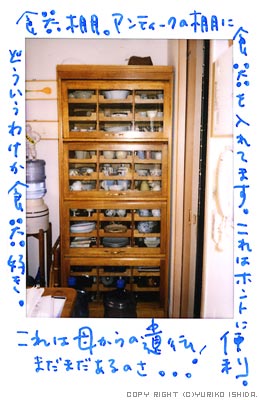 食器棚。アンティークの棚に
食器を入れてます。これはホントに便利。
どういうわけか食器好き。
これは母からの遺伝!
まだまだあるのさ...
COPY RIGHT (C)YURIKO ISHIDA.